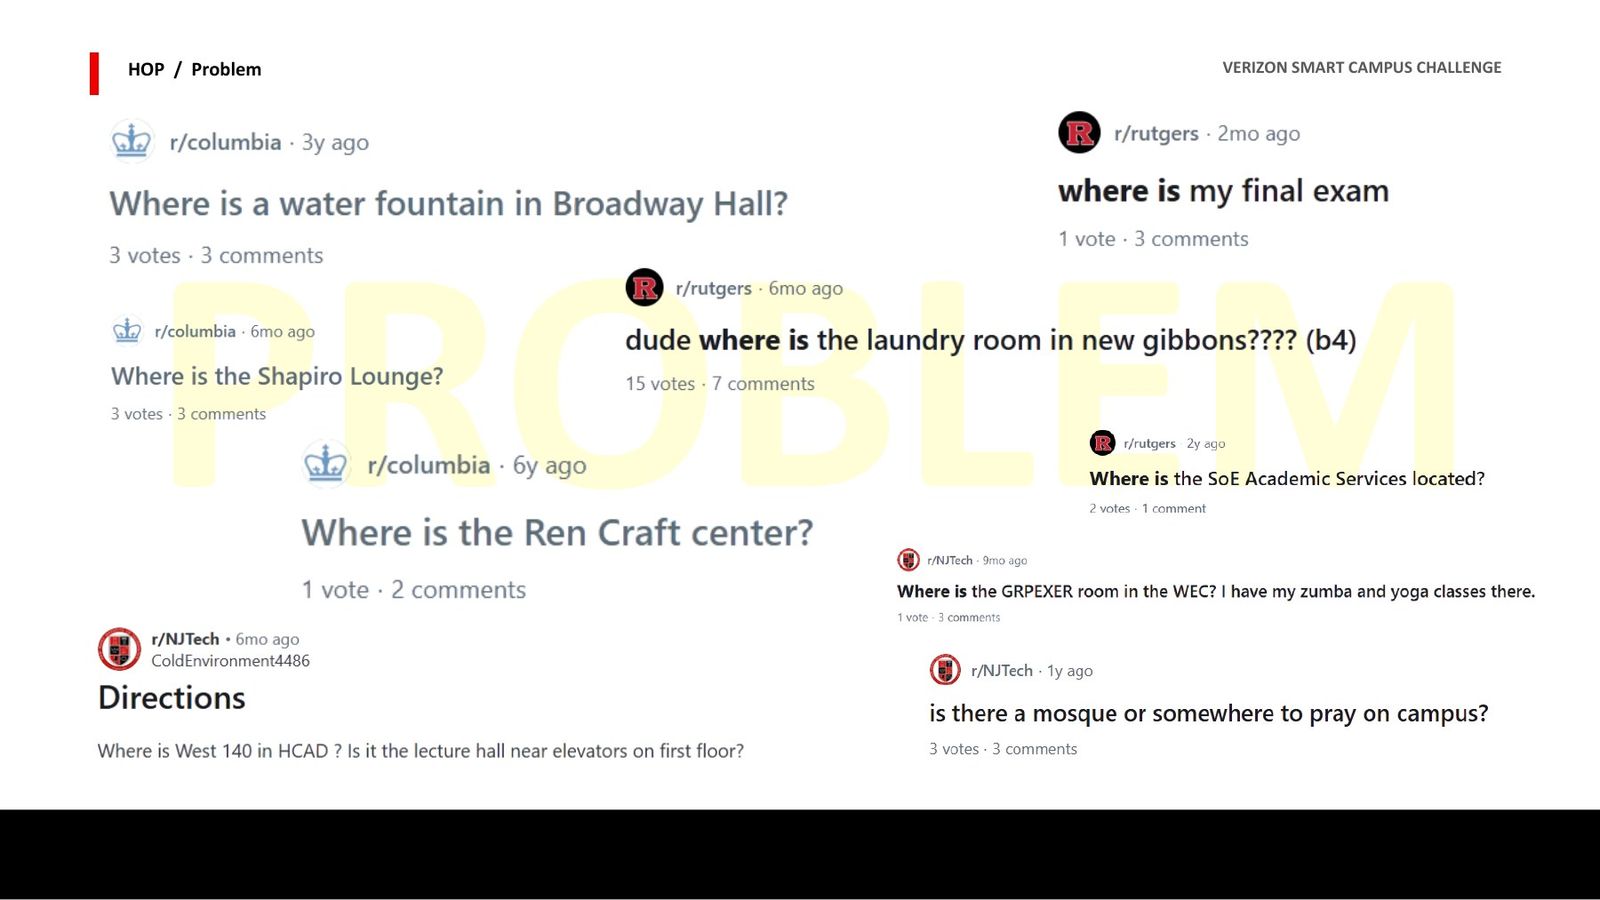 HOP / Problem
VERIZON SMART CAMPUS CHALLENGE
PROBLEM
r/columbia · 3y ago
Where is a water fountain in Broadway Hall?
3 votes · 3 comments
R r/rutgers · 2mo ago
where is my final exam
1 vote · 3 comments
R r/rutgers · 6mo ago
dude where is the laundry room in new gibbons???? (b4)
15 votes · 7 comments
r/columbia · 6mo ago
Where is the Shapiro Lounge?
3 votes · 3 comments
r/columbia · 6y ago
Where is the Ren Craft center?
1 vote · 2 comments
R r/rutgers · 2y ago
Where is the SoE Academic Services located?
2 votes · 1 comment
r/NJTech · 9mo ago
Where is the GRPEXER room in the WEC? I have my zumba and yoga classes there.
1 vote · 3 comments
r/NJTech • 6mo ago
ColdEnvironment4486
Directions
Where is West 140 in HCAD ? Is it the lecture hall near elevators on first floor?
r/NJTech · 1y ago
is there a mosque or somewhere to pray on campus?
3 votes · 3 comments